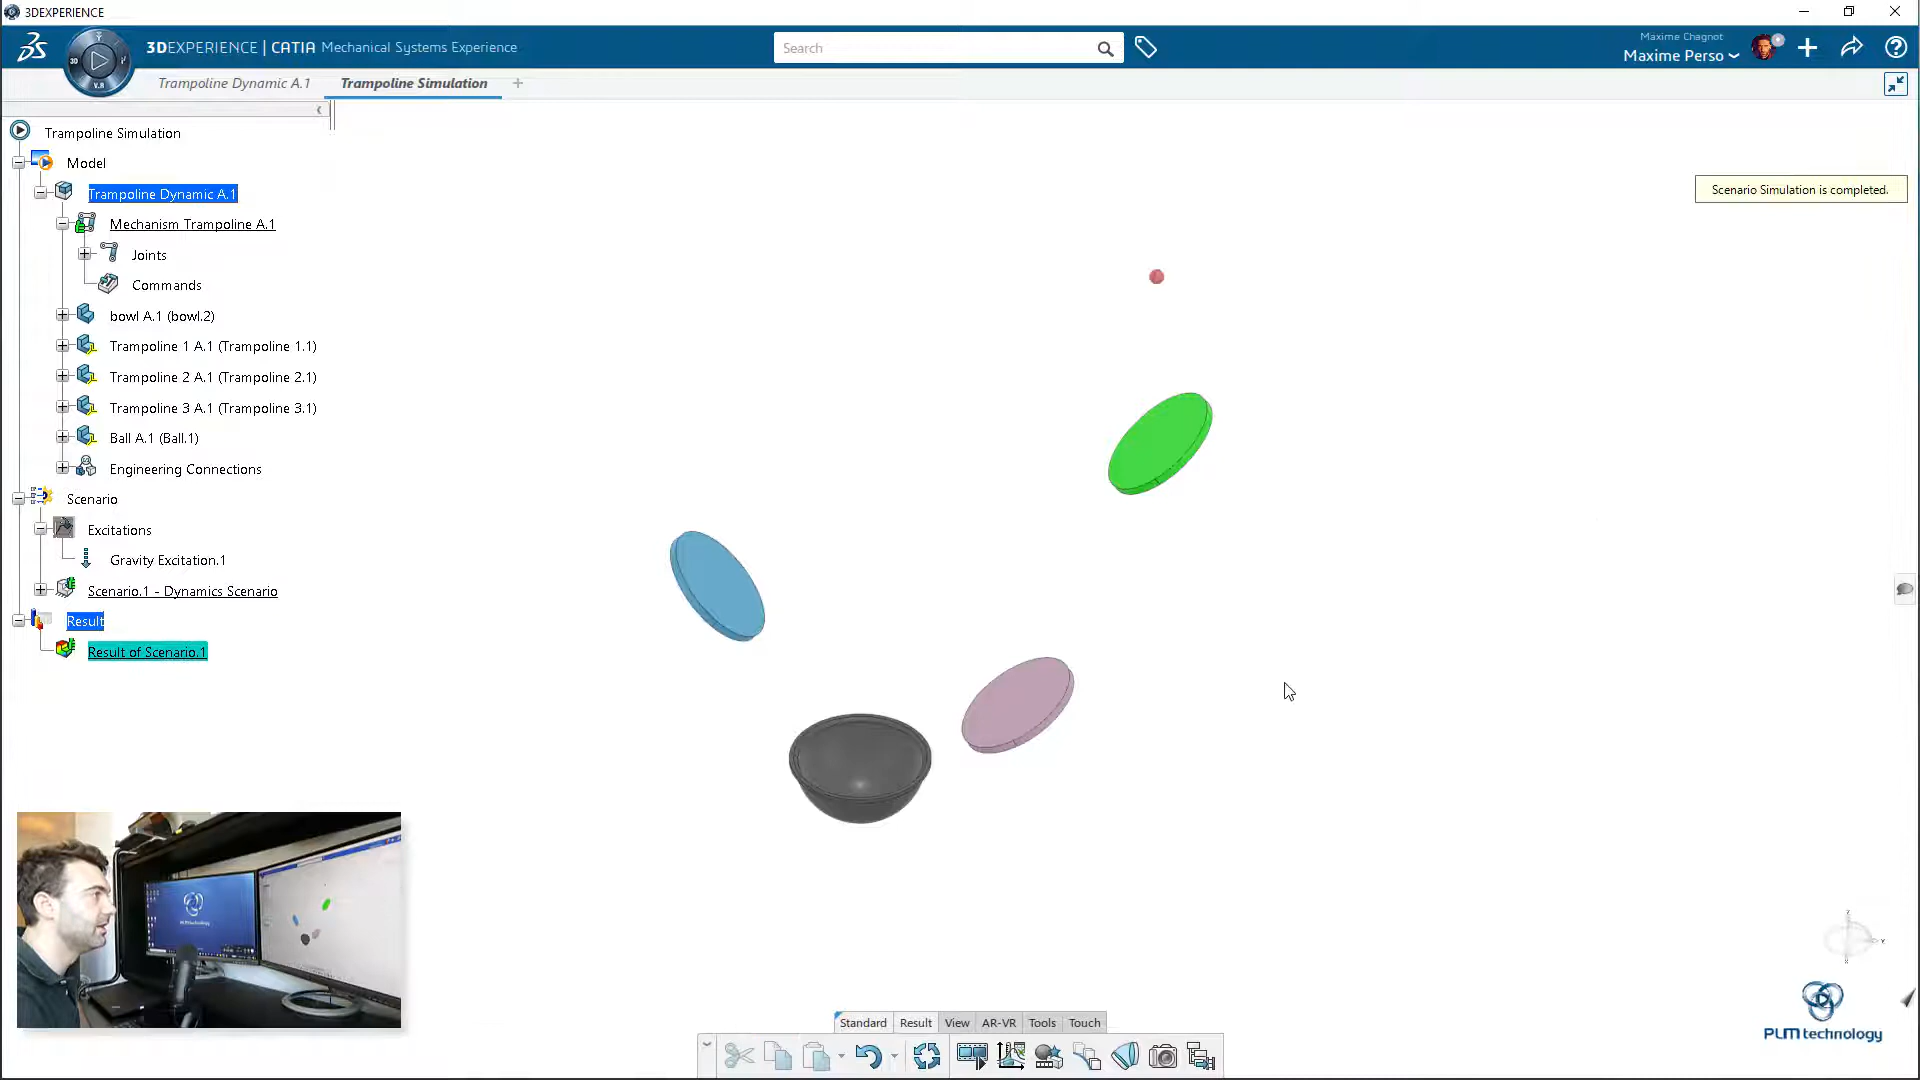 3DEXPERIENCE
3DEXPERIENCE | CATIA Mechanical Systems Experience
Search
Maxime Chagnot
Maxime Perso
3D
V.R
Trampoline Dynamic A.1
Trampoline Simulation
Trampoline Simulation
Model
Trampoline Dynamic A.1
Mechanism Trampoline A.1
Joints
Commands
bowl A.1 (bowl.2)
Trampoline 1 A.1 (Trampoline 1.1)
Trampoline 2 A.1 (Trampoline 2.1)
Trampoline 3 A.1 (Trampoline 3.1)
Ball A.1 (Ball.1)
Engineering Connections
Scenario
Excitations
Gravity Excitation.1
Scenario.1 - Dynamics Scenario
Result
Result of Scenario.1
Scenario Simulation is completed.
PLMtechnology
PLMtechnology
Standard
Result
View
AR-VR
Tools
Touch